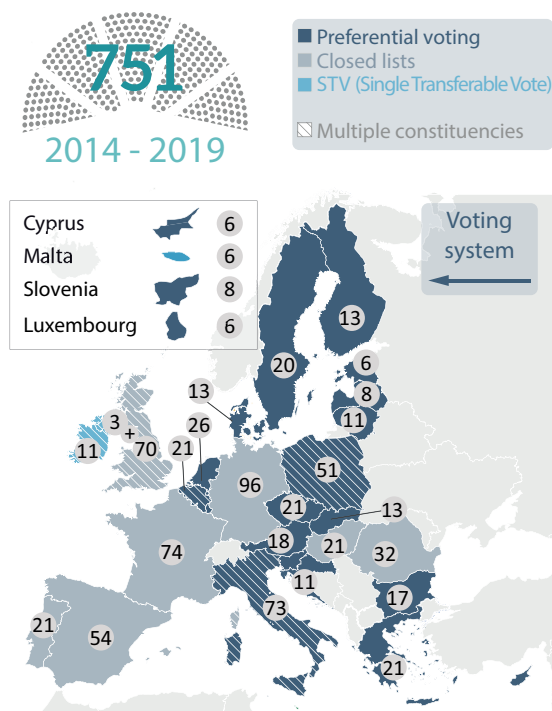 751
2014 - 2019
Preferential voting
Closed lists
STV (Single Transferable Vote)
Multiple constituencies
Cyprus 6
Malta 6
Slovenia 8
Luxembourg 6
Voting
system
13
20
6
13
8
26
11
3
+
21
11
70
51
96
21
13
18
21
74
32
11
17
73
21
54
21